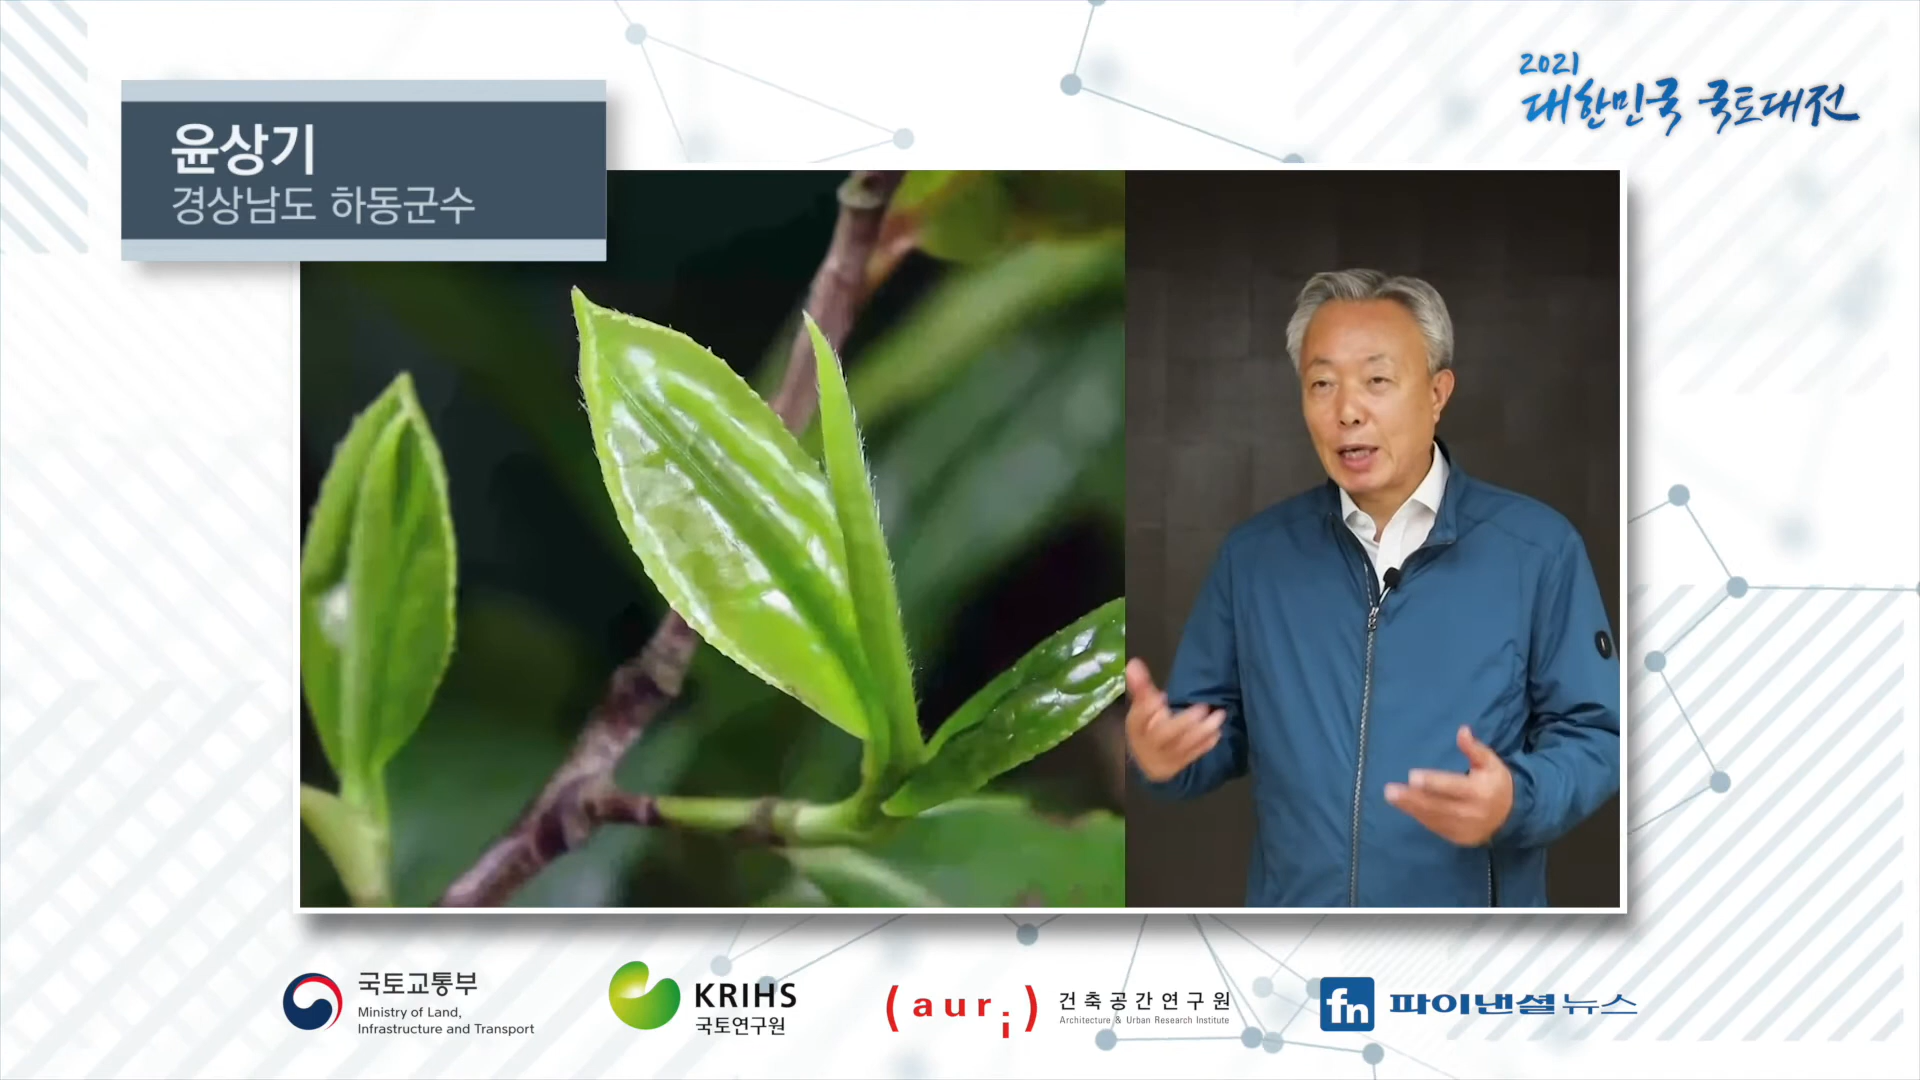 2021
대한민국 국토대전
윤상기
경상남도 하동군수
국토교통부
Ministry of Land,
Infrastructure and Transport
KRIHS
국토연구원
(auri)
건축공간연구원
Architecture & Urban Research Institute
fn 파이낸셜뉴스